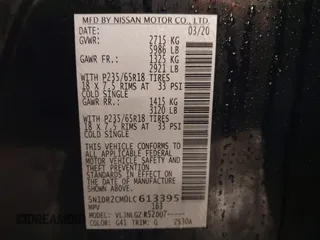 MFD BY NISSAN MOTOR CO., LTD.
DATE: 03/20
GVWR: 2715 KG
5986 LB
GAWR FR.: 1325 KG
2921 LB
WITH P235/65R18 TIRES
18 X 7.5 RIMS AT 33 PSI
COLD SINGLE
GAWR RR.: 1415 KG
3120 LB
WITH P235/65R18 TIRES
18 X 7.5 RIMS AT 33 PSI
COLD SINGLE
THIS VEHICLE CONFORMS TO ALL
APPLICABLE FEDERAL MOTOR VEHICLE
SAFETY STANDARDS IN EFFECT ON THE
DATE OF MANUFACTURE SHOWN ABOVE.
5N1DR2CM0LC613395
MPV 163
MODEL:
COLOR: G41 TRIM: G 2930A